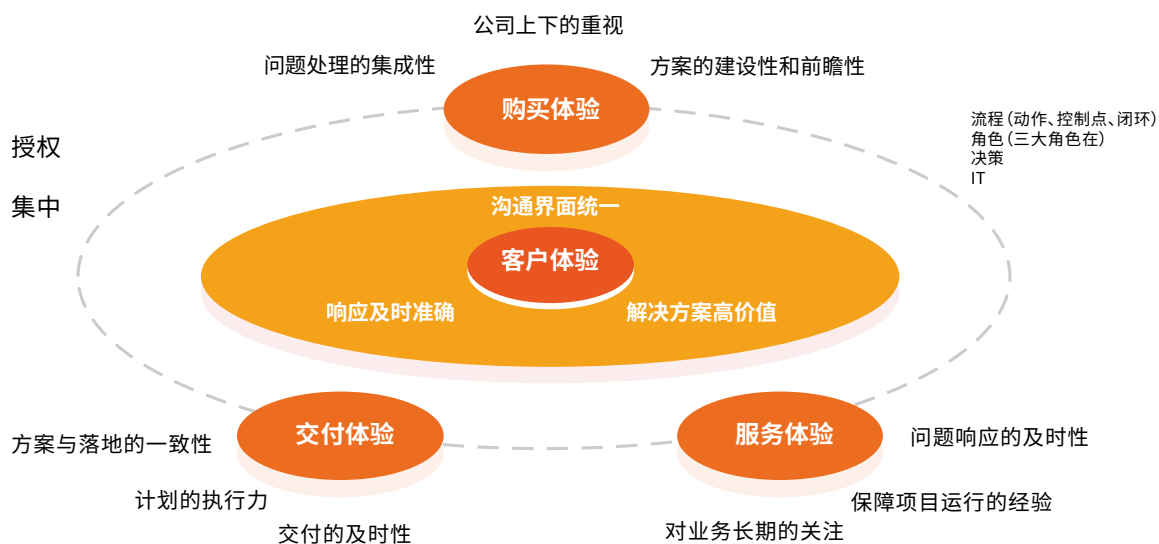 公司上下的重视
问题处理的集成性
方案的建设性和前瞻性
购买体验
流程（动作、控制点、闭环）
角色（三大角色在）
决策
IT
授权
集中
沟通界面统一
客户体验
响应及时准确
解决方案高价值
交付体验
服务体验
方案与落地的一致性
问题响应的及时性
计划的执行力
保障项目运行的经验
交付的及时性
对业务长期的关注